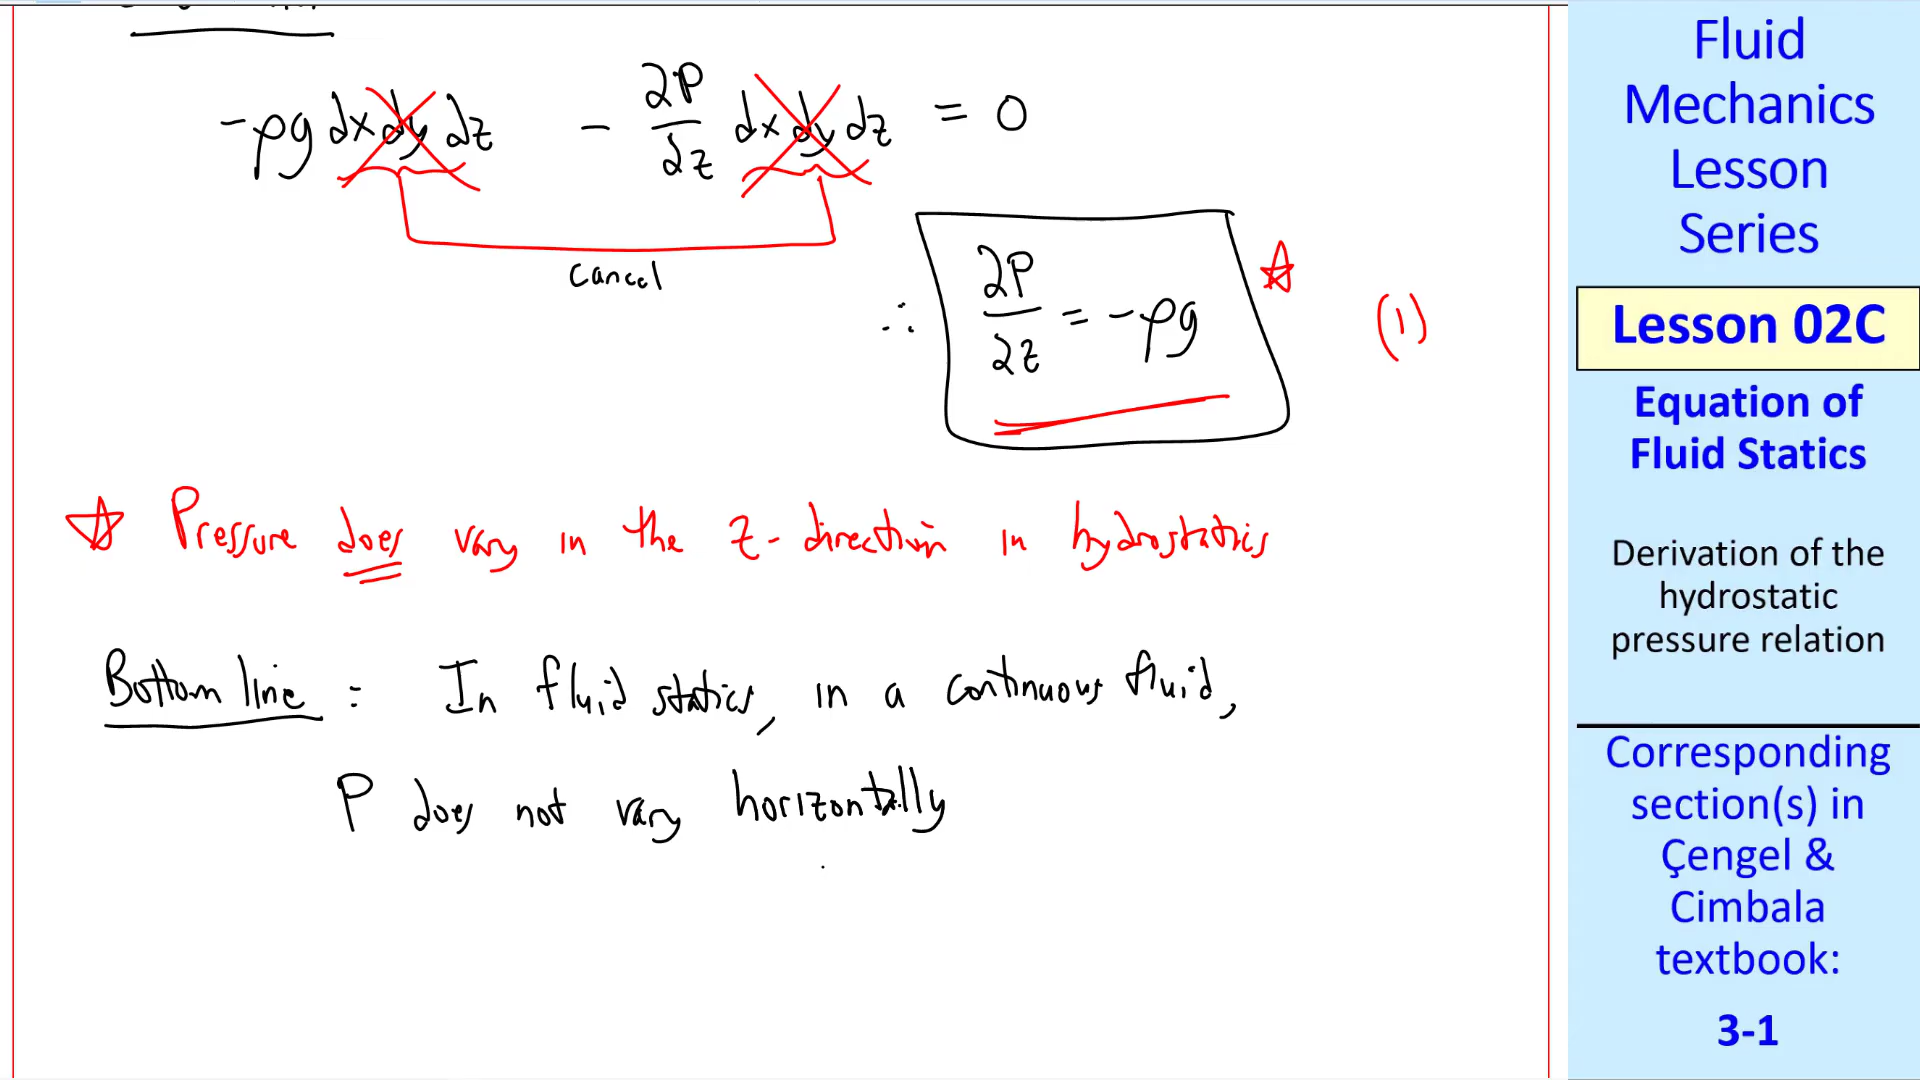 -ρg dx dy dz - ∂P/∂z dx dy dz = 0
cancel
∴ ∂P/∂z = -ρg (1)
Pressure does vary in the z-direction in hydrostatics
Bottom line: In fluid statics, in a continuous fluid,
P does not vary horizontally
Fluid
Mechanics
Lesson
Series
Lesson 02C
Equation of
Fluid Statics
Derivation of the
hydrostatic
pressure relation
Corresponding
section(s) in
Çengel &
Cimbala
textbook:
3-1